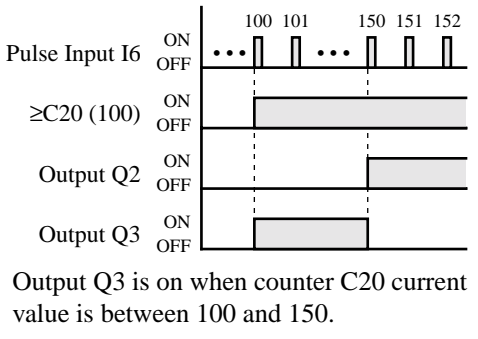 100 101 150 151 152
Pulse Input I6 ON
OFF
≥C20 (100) ON
OFF
Output Q2 ON
OFF
Output Q3 ON
OFF
Output Q3 is on when counter C20 current
value is between 100 and 150.